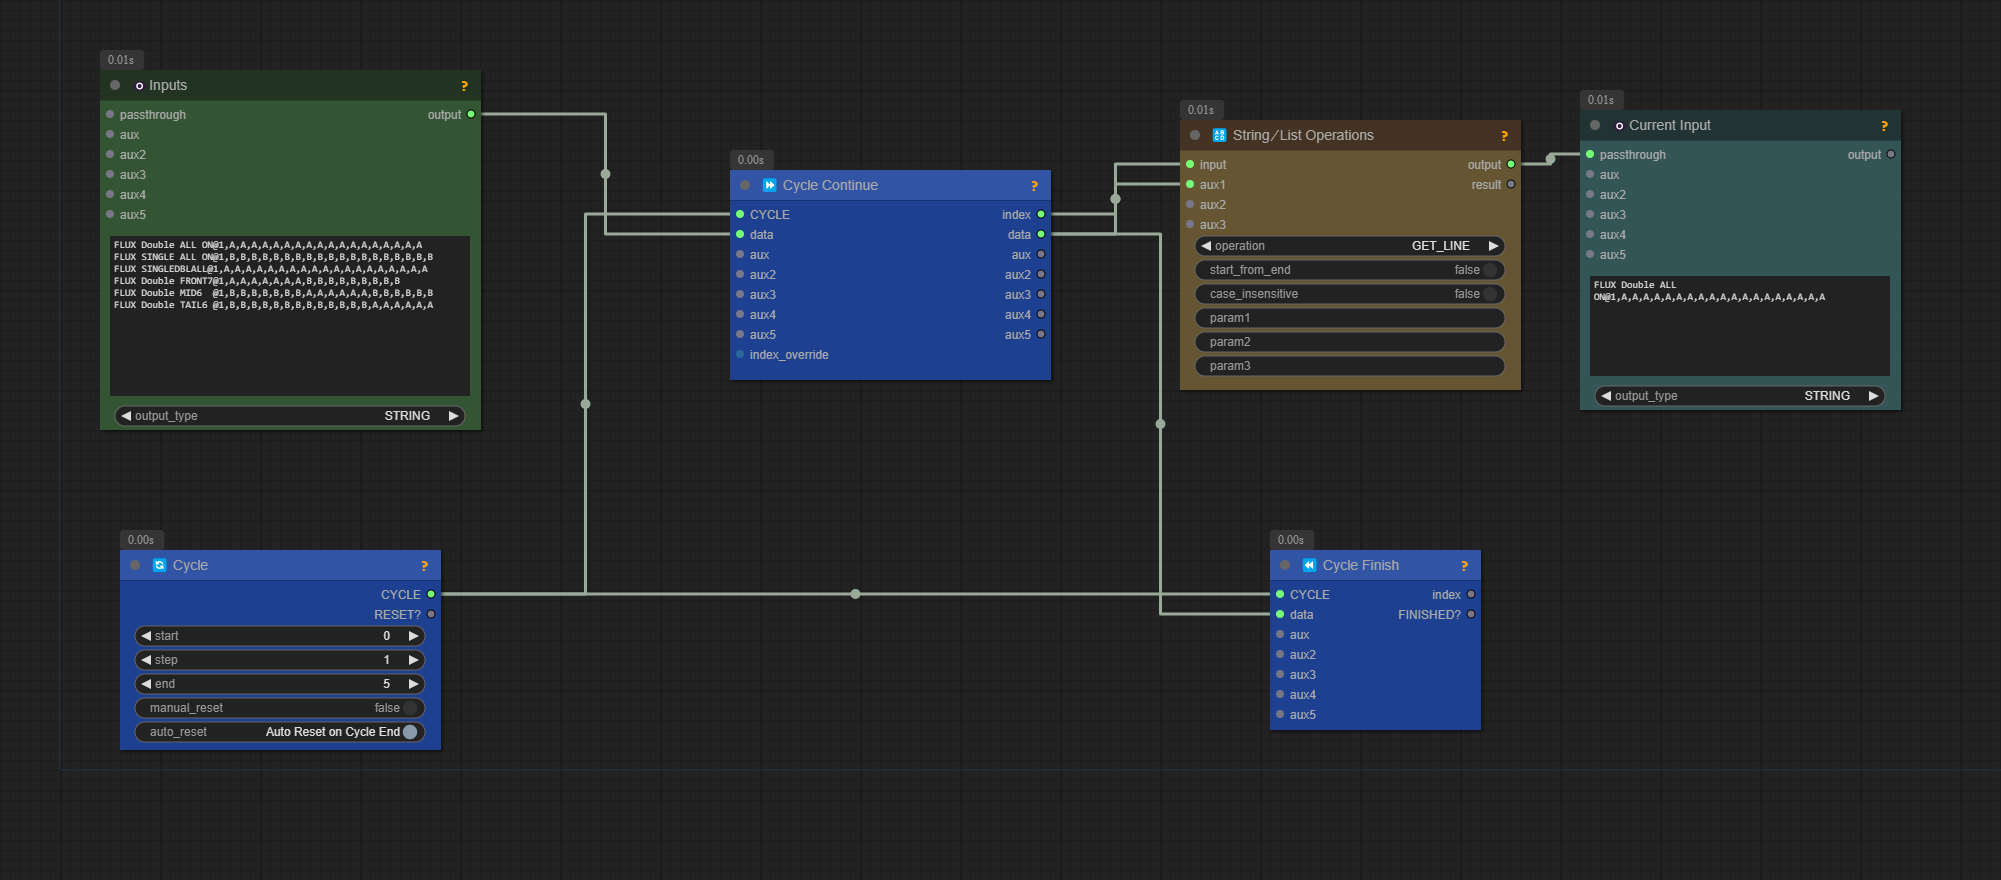 0.01s
Inputs ?
passthrough output
aux
aux2
aux3
aux4
aux5
FLUX Double ALL ON@1,A,A,A,A,A,A,A,A,A,A,A,A,A,A,A,A,A,A
FLUX SINGLE ALL ON@1,B,B,B,B,B,B,B,B,B,B,B,B,B,B,B,B,B,B,B
FLUX SINGLEDBLALL@1,A,A,A,A,A,A,A,A,A,A,A,A,A,A,A,A,A,A,A
FLUX Double FRONT7@1,A,A,A,A,A,A,A,B,B,B,B,B,B,B,B,B
FLUX Double MID6  @1,B,B,B,B,B,B,B,A,A,A,A,A,A,B,B,B,B,B,B
FLUX Double TAIL6 @1,B,B,B,B,B,B,B,B,B,B,B,B,B,A,A,A,A,A,A
output_type STRING
0.00s
Cycle Continue ?
CYCLE index
data data
aux aux
aux2 aux2
aux3 aux3
aux4 aux4
aux5 aux5
index_override
0.01s
String/List Operations ?
input output
aux1 result
aux2
aux3
operation GET_LINE
start_from_end false
case_insensitive false
param1
param2
param3
0.01s
Current Input ?
passthrough output
aux
aux2
aux3
aux4
aux5
FLUX Double ALL
ON@1,A,A,A,A,A,A,A,A,A,A,A,A,A,A,A,A,A,A,A
output_type STRING
0.00s
Cycle ?
CYCLE
RESET?
start 0
step 1
end 5
manual_reset false
auto_reset Auto Reset on Cycle End
0.00s
Cycle Finish ?
CYCLE index
data FINISHED?
aux
aux2
aux3
aux4
aux5